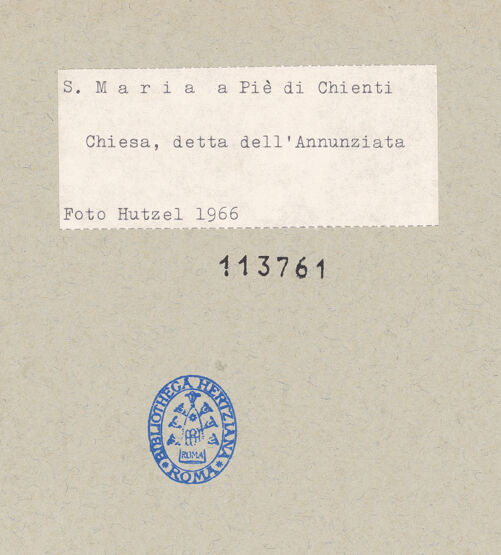 S. M a r i a a Piè di Chienti
Chiesa, detta dell'Annunziata
Foto Hutzel 1966
113761
BIBLIOTHECA HERTZIANA
ROMA
* ROMA *